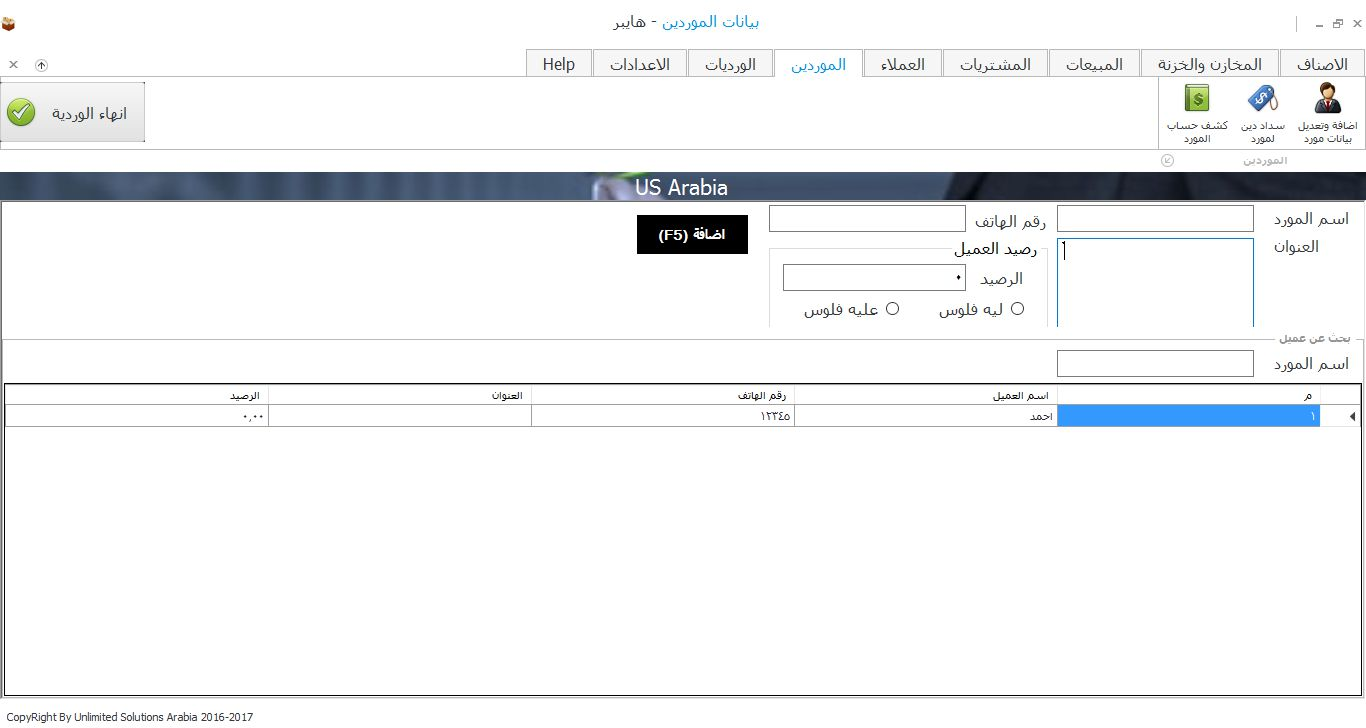 بيانات الموردين - هايبر
الاصناف
المخازن والخزنة
المبيعات
المشتريات
العملاء
الموردين
الورديات
الاعدادات
Help
اضافة وتعديل
بيانات مورد
سداد دين
لمورد
كشف حساب
المورد
الموردين
انهاء الوردية
US Arabia
اسم المورد
رقم الهاتف
اضافة (F5)
العنوان
رصيد العميل
الرصيد ٠
ليه فلوس
عليه فلوس
بحث عن عميل
اسم المورد
م اسم العميل رقم الهاتف العنوان الرصيد
١ احمد ١٢٣٤٥ ٠,٠٠
CopyRight By Unlimited Solutions Arabia 2016-2017